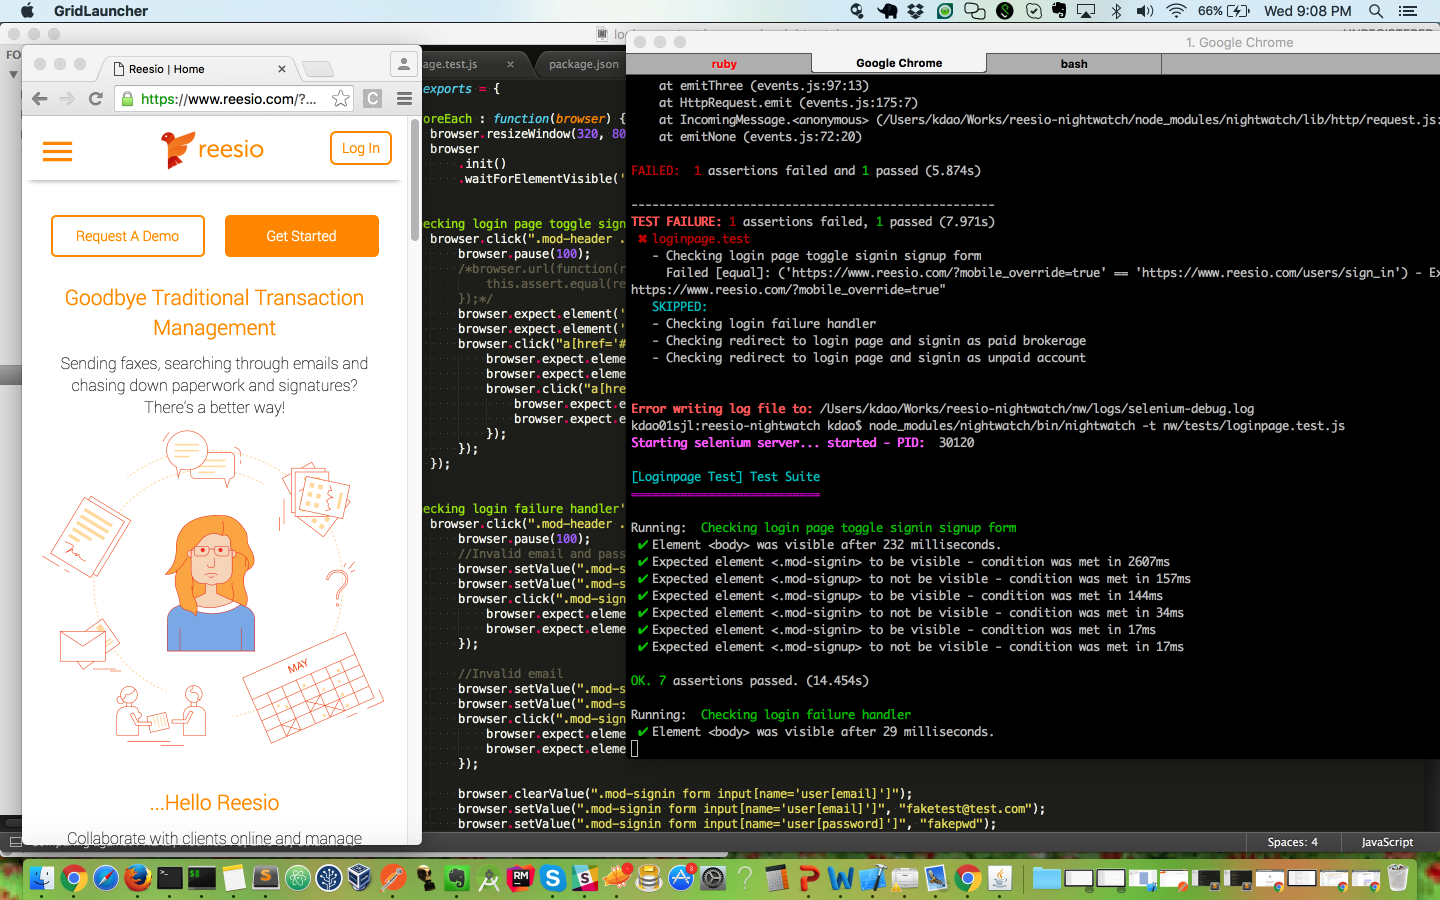 GridLauncher
66%
Wed 9:08 PM
Reesio | Home
https://www.reesio.com/?...
reesio
Log In
Request A Demo
Get Started
Goodbye Traditional Transaction
Management
Sending faxes, searching through emails and
chasing down paperwork and signatures?
There's a better way!
MAY
...Hello Reesio
Collaborate with clients online and manage
FO
age.test.js
package.json
exports = {
oreEach : function(browser) {
browser.resizeWindow(320, 80
browser
.init()
.waitForElementVisible('
ecking login page toggle sign
browser.click(".mod-header .
browser.pause(100);
/*browser.url(function(r
this.assert.equal(re
});*/
browser.expect.element('
browser.expect.element('
browser.click("a[href='#
browser.expect.eleme
browser.expect.eleme
browser.click("a[hre
browser.expect.e
browser.expect.e
});
});
});
ecking login failure handler'
browser.click(".mod-header .
browser.pause(100);
//Invalid email and pass
browser.setValue(".mod-s
browser.setValue(".mod-s
browser.click(".mod-sign
browser.expect.eleme
browser.expect.eleme
});
//Invalid email
browser.setValue(".mod-s
browser.setValue(".mod-s
browser.click(".mod-sign
browser.expect.eleme
browser.expect.eleme
});
browser.clearValue(".mod-signin form input[name='user[email]']");
browser.setValue(".mod-signin form input[name='user[email]']", "faketest@test.com");
browser.setValue(".mod-signin form input[name='user[password]']", "fakepwd");
Spaces: 4
JavaScript
1. Google Chrome
ruby
Google Chrome
bash
at emitThree (events.js:97:13)
at HttpRequest.emit (events.js:175:7)
at IncomingMessage.<anonymous> (/Users/kdao/Works/reesio-nightwatch/node_modules/nightwatch/lib/http/request.js:
at emitNone (events.js:72:20)
FAILED: 1 assertions failed and 1 passed (5.874s)
----------------------------------------------------
TEST FAILURE: 1 assertions failed, 1 passed (7.971s)
✖ loginpage.test
- Checking login page toggle signin signup form
Failed [equal]: ('https://www.reesio.com/?mobile_override=true' == 'https://www.reesio.com/users/sign_in') - Ex
https://www.reesio.com/?mobile_override=true"
SKIPPED:
- Checking login failure handler
- Checking redirect to login page and signin as paid brokerage
- Checking redirect to login page and signin as unpaid account
Error writing log file to: /Users/kdao/Works/reesio-nightwatch/nw/logs/selenium-debug.log
kdao01sjl:reesio-nightwatch kdao$ node_modules/nightwatch/bin/nightwatch -t nw/tests/loginpage.test.js
Starting selenium server... started - PID: 30120
[Loginpage Test] Test Suite
===========================
Running: Checking login page toggle signin signup form
✔ Element <body> was visible after 232 milliseconds.
✔ Expected element <.mod-signin> to be visible - condition was met in 2607ms
✔ Expected element <.mod-signup> to not be visible - condition was met in 157ms
✔ Expected element <.mod-signup> to be visible - condition was met in 144ms
✔ Expected element <.mod-signin> to not be visible - condition was met in 34ms
✔ Expected element <.mod-signin> to be visible - condition was met in 17ms
✔ Expected element <.mod-signup> to not be visible - condition was met in 17ms
OK. 7 assertions passed. (14.454s)
Running: Checking login failure handler
✔ Element <body> was visible after 29 milliseconds.